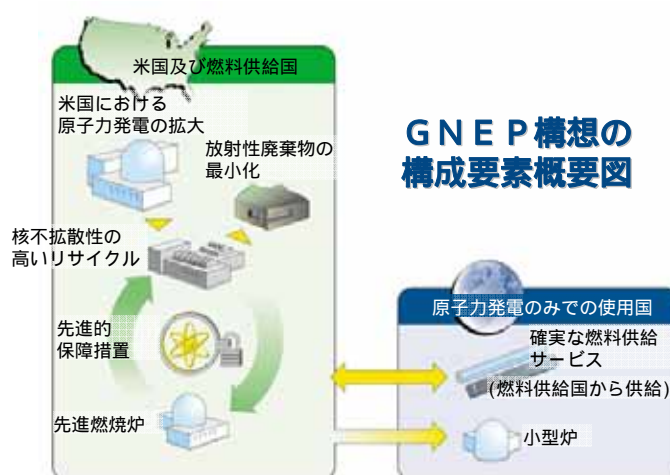 米国及び燃料供給国
米国における
原子力発電の拡大
放射性廃棄物の
最小化
核不拡散性の
高いリサイクル
先進的
保障措置
先進燃焼炉
ＧＮＥＰ構想の
構成要素概要図
原子力発電のみでの使用国
確実な燃料供給
サービス
(燃料供給国から供給)
小型炉